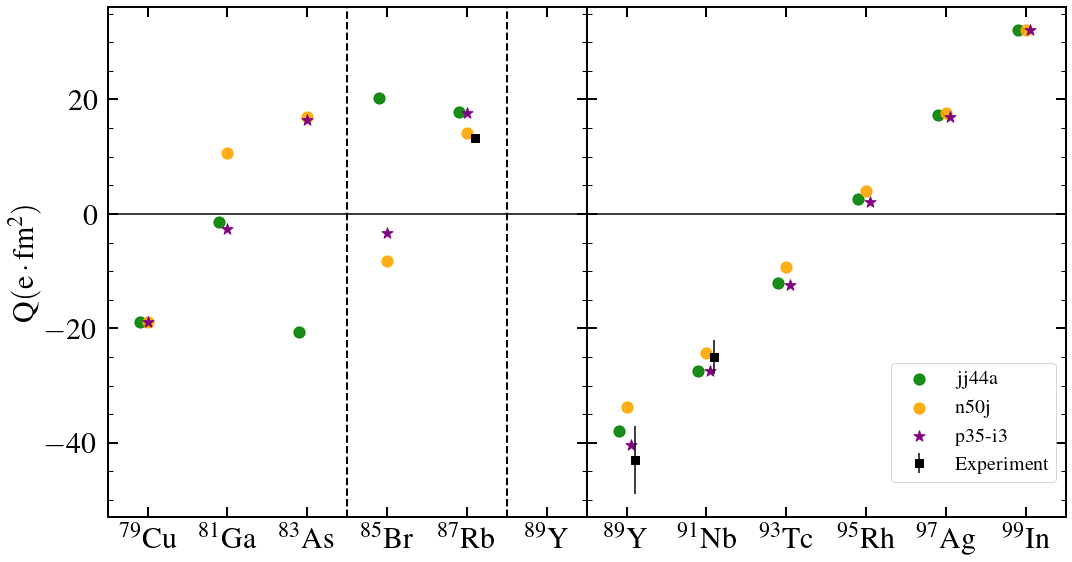 Q(e · fm²)
20
0
−20
−40
⁷⁹Cu ⁸¹Ga ⁸³As ⁸⁵Br ⁸⁷Rb ⁸⁹Y ⁸⁹Y ⁹¹Nb ⁹³Tc ⁹⁵Rh ⁹⁷Ag ⁹⁹In
jj44a
n50j
p35-i3
Experiment